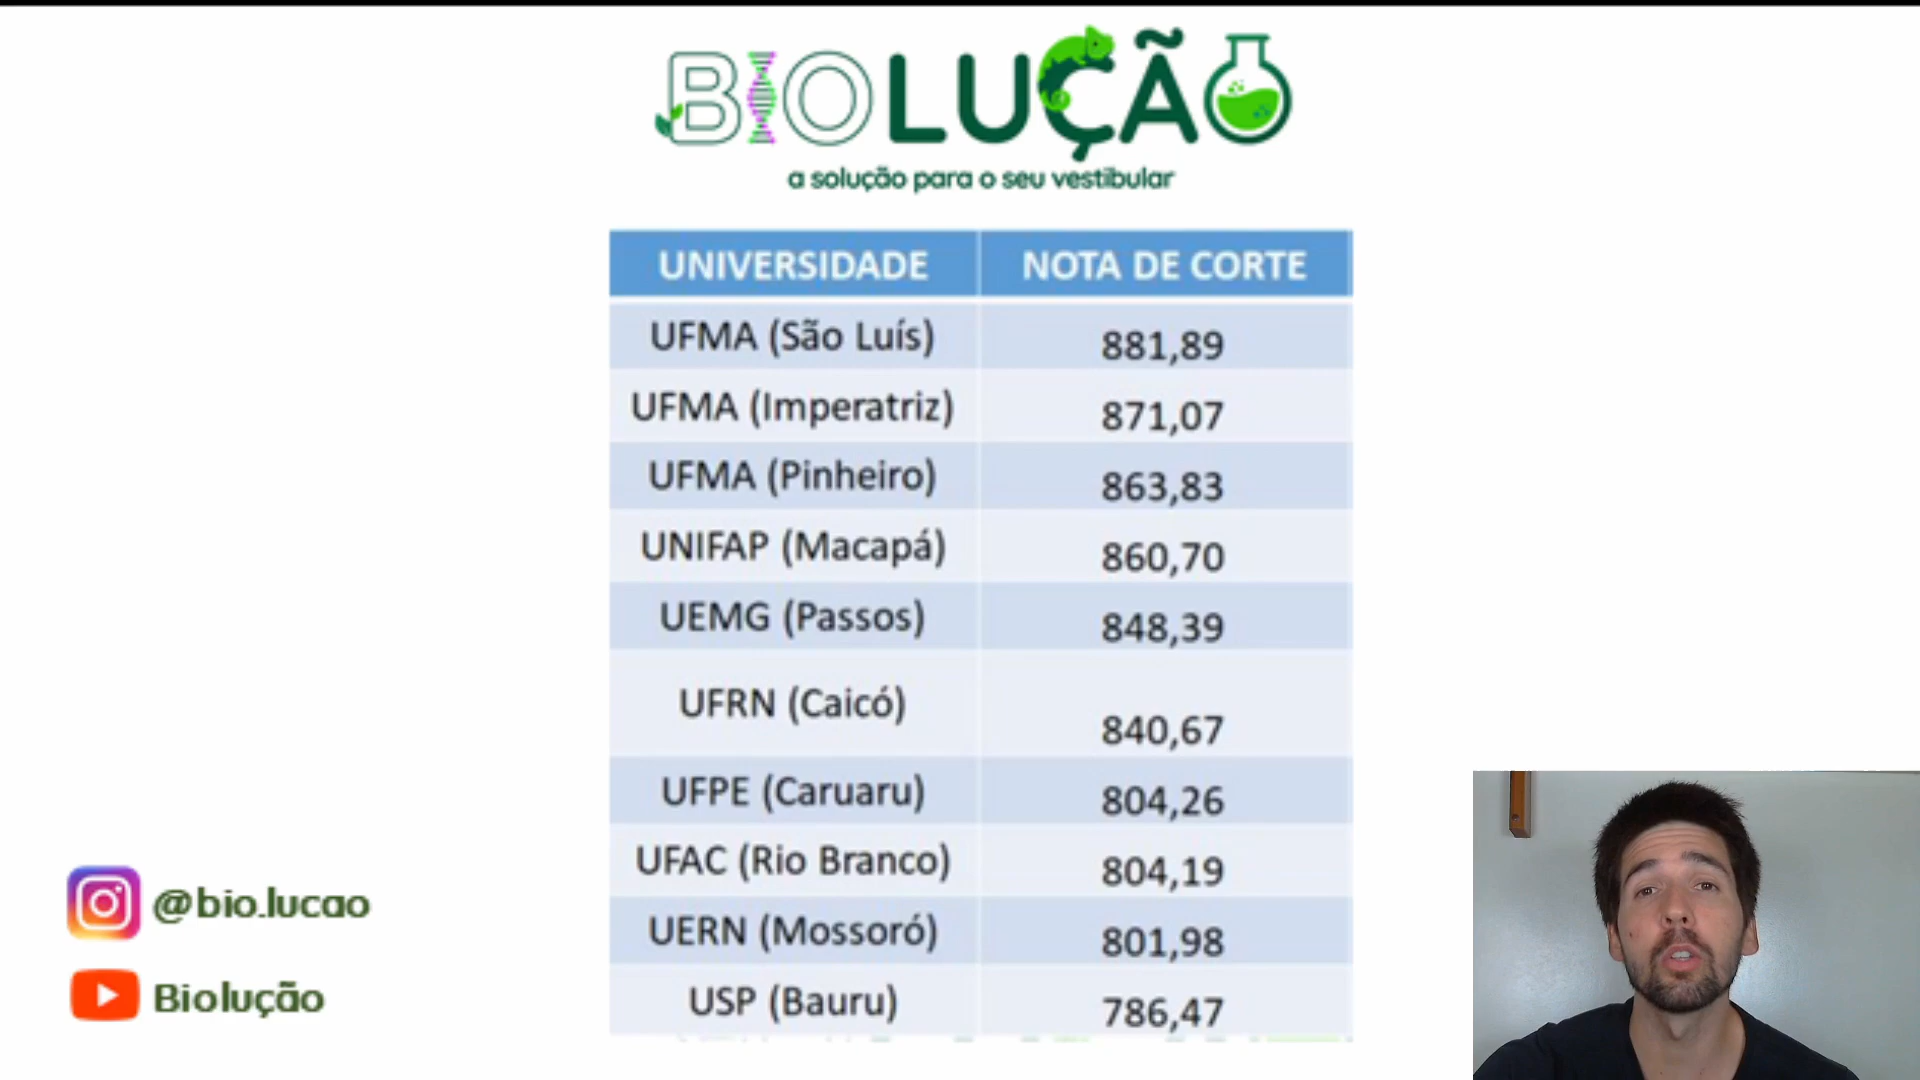 BIOLUÇÃO
a solução para o seu vestibular
UNIVERSIDADE NOTA DE CORTE
UFMA (São Luís) 881,89
UFMA (Imperatriz) 871,07
UFMA (Pinheiro) 863,83
UNIFAP (Macapá) 860,70
UEMG (Passos) 848,39
UFRN (Caicó) 840,67
UFPE (Caruaru) 804,26
UFAC (Rio Branco) 804,19
UERN (Mossoró) 801,98
USP (Bauru) 786,47
@bio.lucao
Biolução